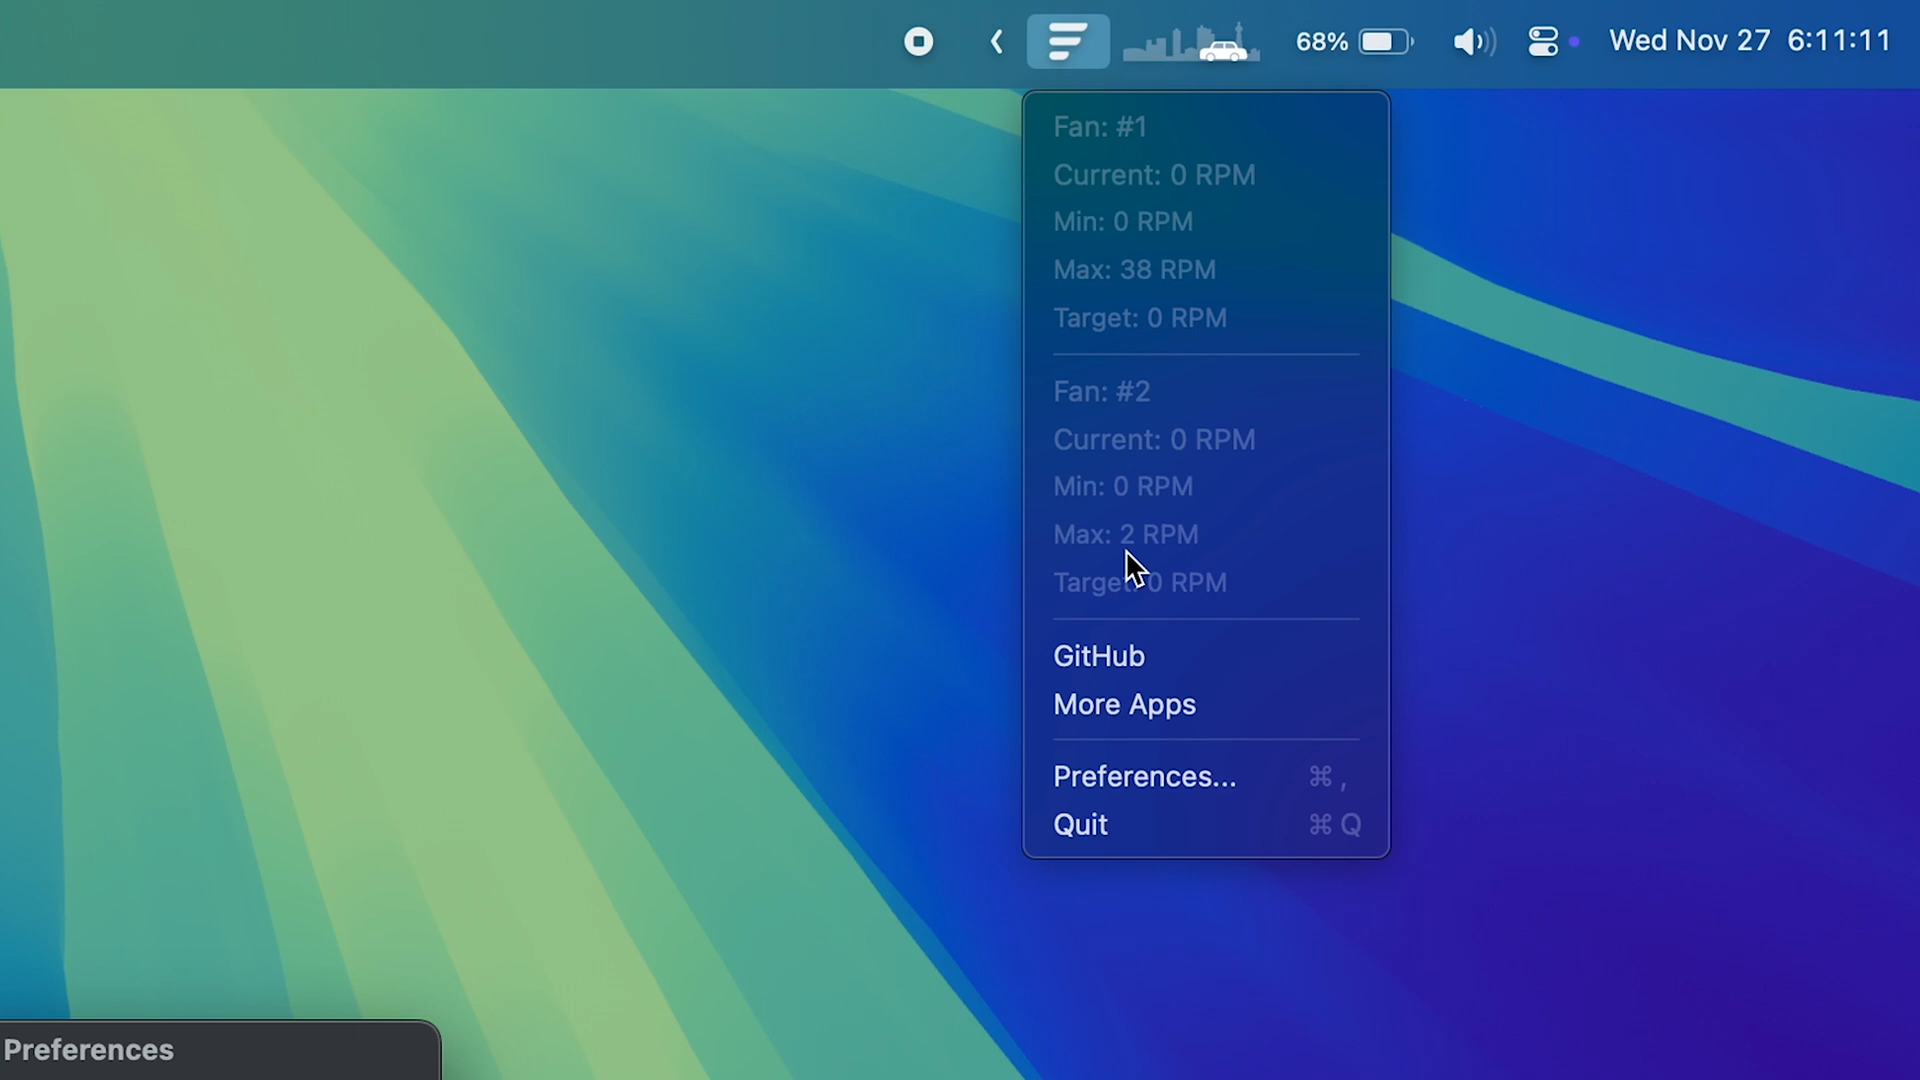 68%
Wed Nov 27 6:11:11
Fan: #1
Current: 0 RPM
Min: 0 RPM
Max: 38 RPM
Target: 0 RPM
Fan: #2
Current: 0 RPM
Min: 0 RPM
Max: 2 RPM
Target: 0 RPM
GitHub
More Apps
Preferences... ⌘ ,
Quit ⌘ Q
Preferences